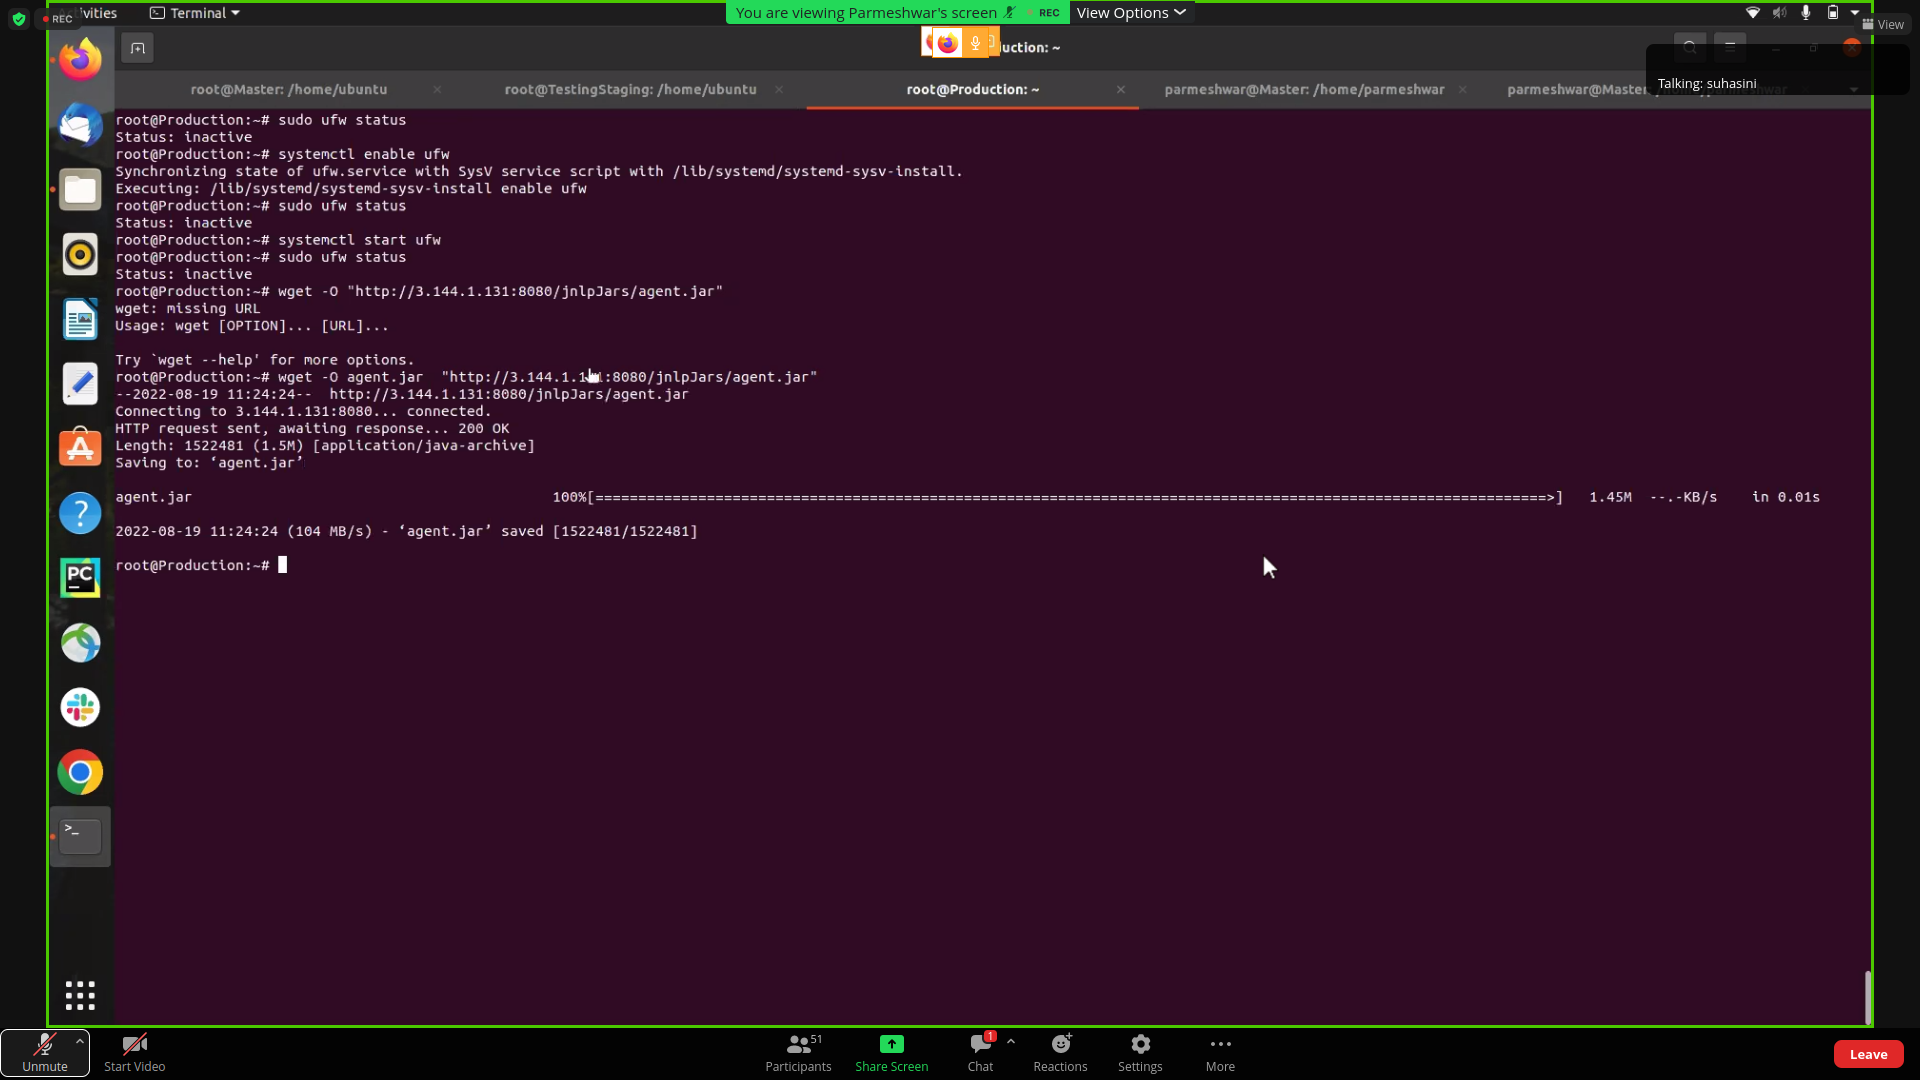 REC
tivities
Terminal
You are viewing Parmeshwar's screen
REC
View Options
View
uction: ~
Talking: suhasini
root@Master: /home/ubuntu
root@TestingStaging: /home/ubuntu
root@Production: ~
parmeshwar@Master: /home/parmeshwar
parmeshwar@Master:
root@Production:~# sudo ufw status
Status: inactive
root@Production:~# systemctl enable ufw
Synchronizing state of ufw.service with SysV service script with /lib/systemd/systemd-sysv-install.
Executing: /lib/systemd/systemd-sysv-install enable ufw
root@Production:~# sudo ufw status
Status: inactive
root@Production:~# systemctl start ufw
root@Production:~# sudo ufw status
Status: inactive
root@Production:~# wget -O "http://3.144.1.131:8080/jnlpJars/agent.jar"
wget: missing URL
Usage: wget [OPTION]... [URL]...
Try `wget --help' for more options.
root@Production:~# wget -O agent.jar  "http://3.144.1.131:8080/jnlpJars/agent.jar"
--2022-08-19 11:24:24--  http://3.144.1.131:8080/jnlpJars/agent.jar
Connecting to 3.144.1.131:8080... connected.
HTTP request sent, awaiting response... 200 OK
Length: 1522481 (1.5M) [application/java-archive]
Saving to: ‘agent.jar’
agent.jar 100%[===============================================================================================================>] 1.45M --.-KB/s in 0.01s
2022-08-19 11:24:24 (104 MB/s) - ‘agent.jar’ saved [1522481/1522481]
root@Production:~#
PC
>_
Unmute
Start Video
51
Participants
Share Screen
1
Chat
Reactions
Settings
More
Leave